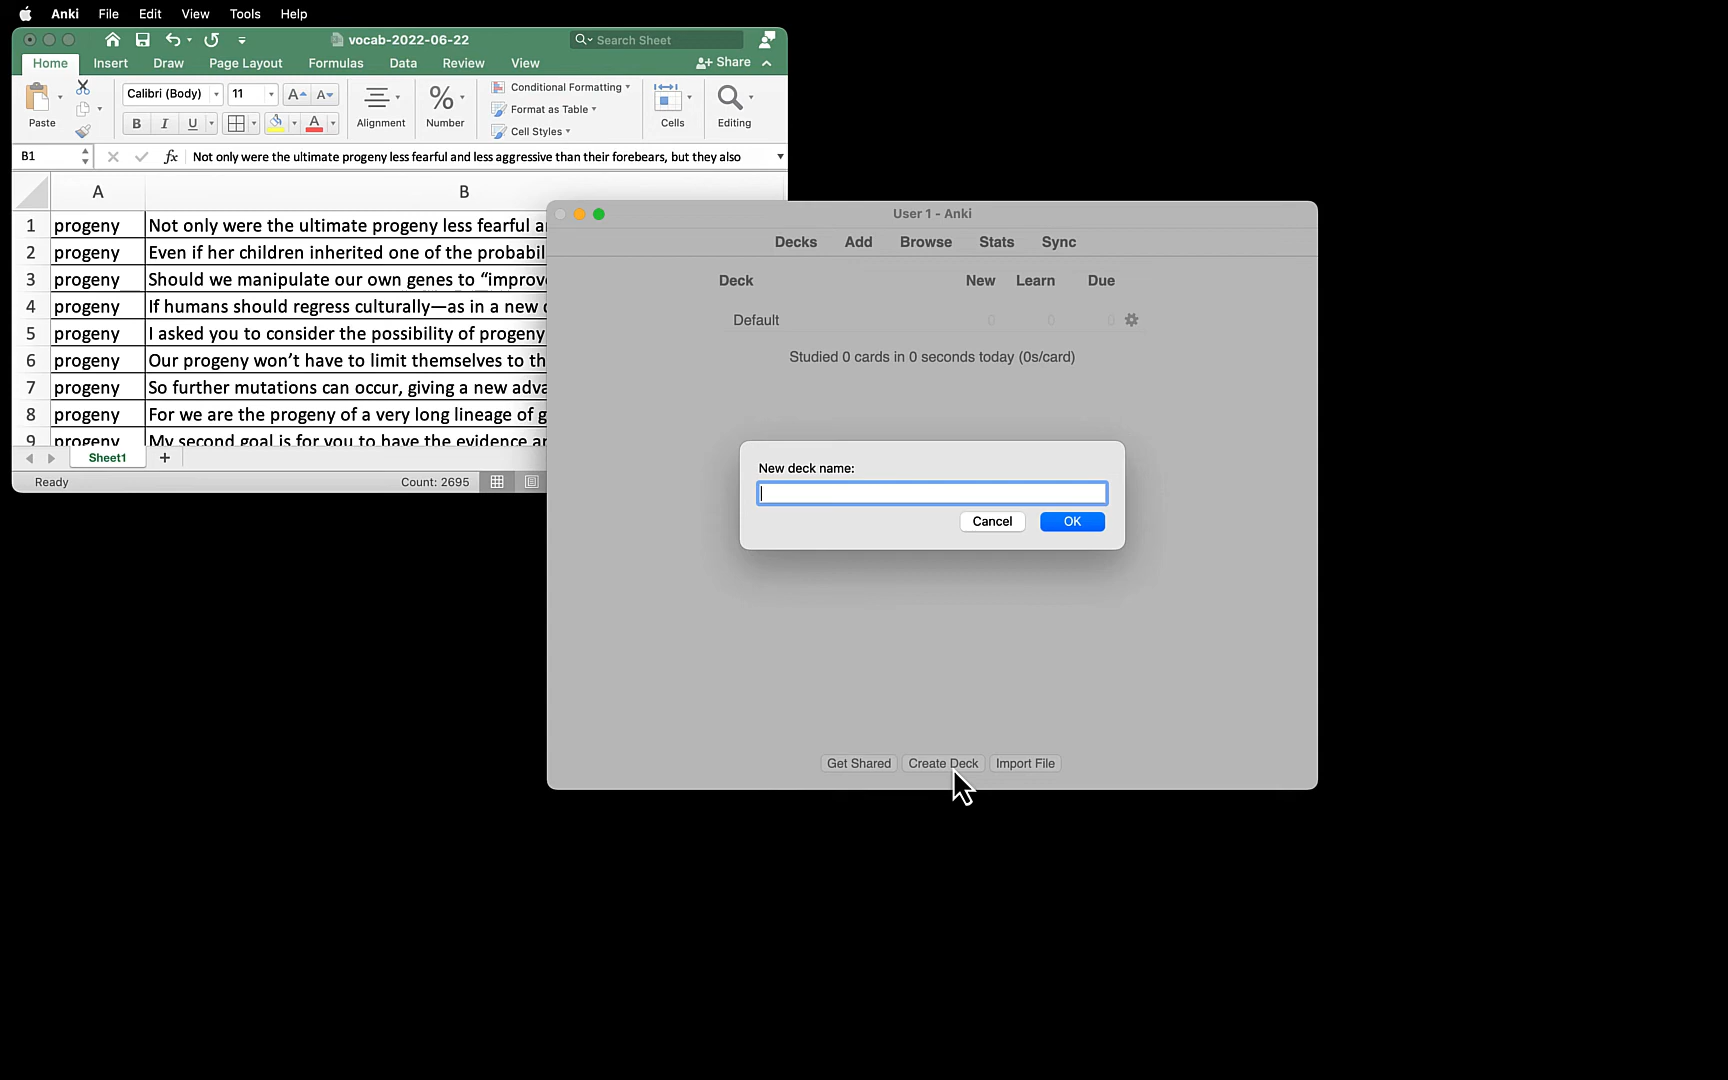 Anki File Edit View Tools Help
vocab-2022-06-22
Search Sheet
Home Insert Draw Page Layout Formulas Data Review View
Share
Paste
Calibri (Body) 11 A A
B I U A
Alignment
%
Number
Conditional Formatting
Format as Table
Cell Styles
Cells
Editing
B1
fx Not only were the ultimate progeny less fearful and less aggressive than their forebears, but they also
A B
1 progeny Not only were the ultimate progeny less fearful a
2 progeny Even if her children inherited one of the probabil
3 progeny Should we manipulate our own genes to “improv
4 progeny If humans should regress culturally—as in a new
5 progeny I asked you to consider the possibility of progeny
6 progeny Our progeny won’t have to limit themselves to th
7 progeny So further mutations can occur, giving a new adva
8 progeny For we are the progeny of a very long lineage of g
9 progeny My second goal is for you to have the evidence a
Sheet1 +
Ready
Count: 2695
User 1 - Anki
Decks Add Browse Stats Sync
Deck New Learn Due
Default 0 0 0
Studied 0 cards in 0 seconds today (0s/card)
New deck name:
Cancel OK
Get Shared Create Deck Import File